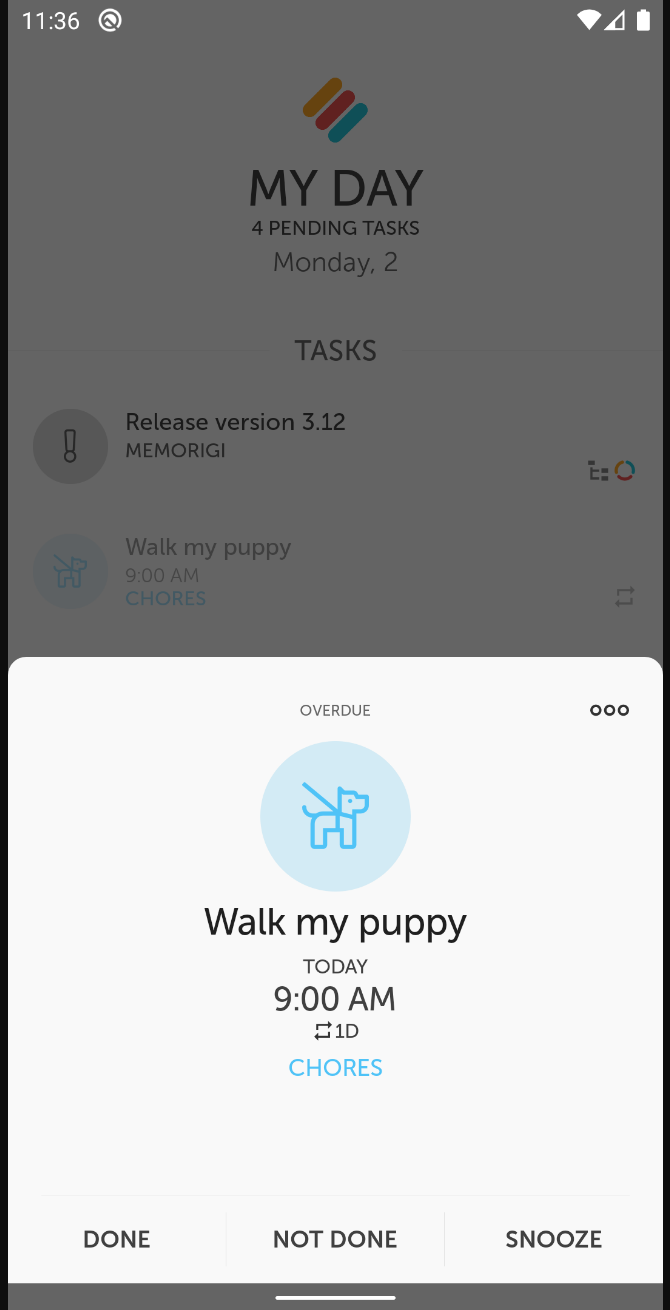 11:36
MY DAY
4 PENDING TASKS
Monday, 2
TASKS
Release version 3.12
MEMORIGI
Walk my puppy
9:00 AM
CHORES
OVERDUE
Walk my puppy
TODAY
9:00 AM
1D
CHORES
DONE
NOT DONE
SNOOZE